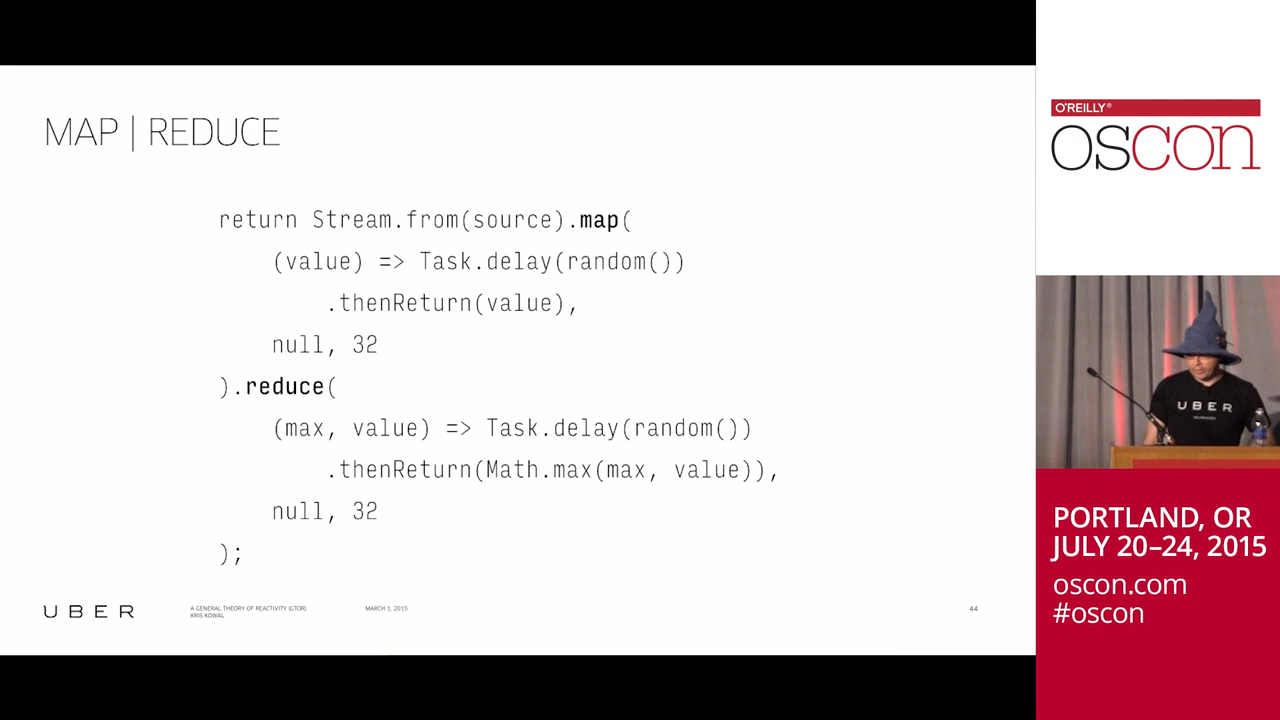 MAP | REDUCE
return Stream.from(source).map(
(value) => Task.delay(random())
.thenReturn(value),
null, 32
).reduce(
(max, value) => Task.delay(random())
.thenReturn(Math.max(max, value)),
null, 32
);
UBER
A GENERAL THEORY OF REACTIVITY (GTOR)
KRIS KOWAL
MARCH 1, 2015
44
O'REILLY®
OSCON
UBER
PORTLAND, OR
JULY 20–24, 2015
oscon.com
#oscon